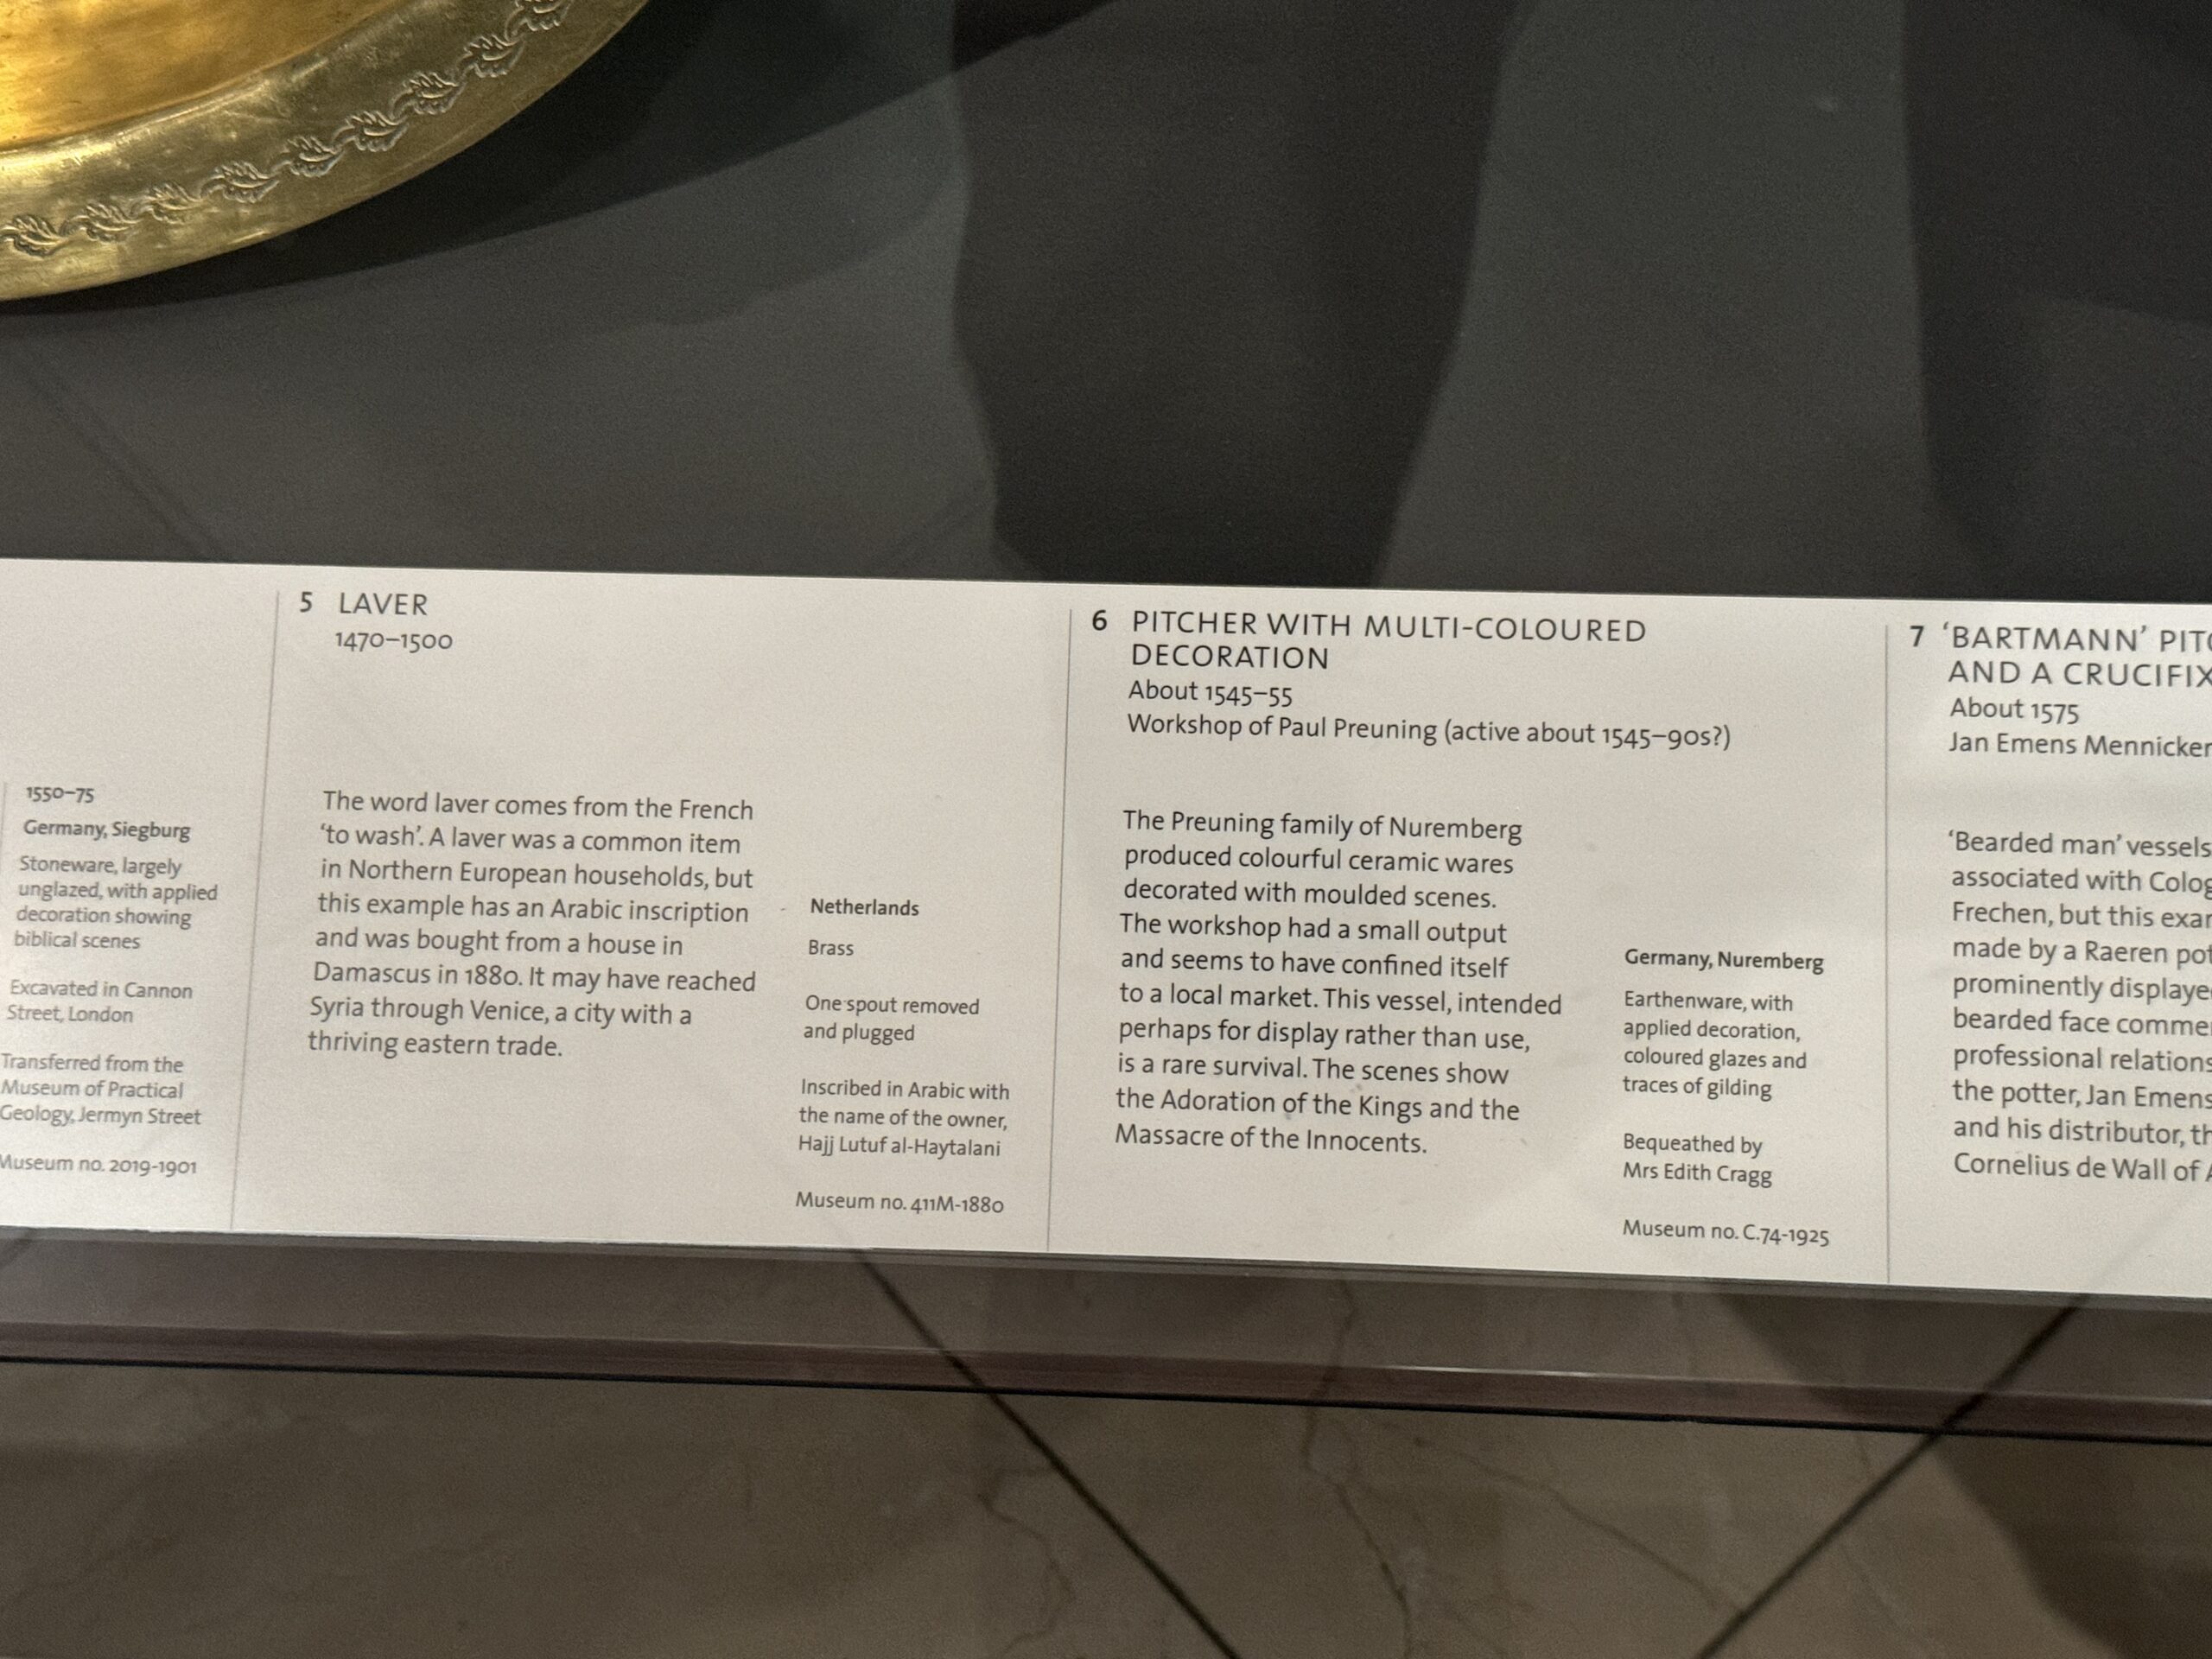 1550–75
Germany, Siegburg
Stoneware, largely
unglazed, with applied
decoration showing
biblical scenes
Excavated in Cannon
Street, London
Transferred from the
Museum of Practical
Geology, Jermyn Street
Museum no. 2019-1901
5 LAVER
1470–1500
The word laver comes from the French
‘to wash’. A laver was a common item
in Northern European households, but
this example has an Arabic inscription
and was bought from a house in
Damascus in 1880. It may have reached
Syria through Venice, a city with a
thriving eastern trade.
Netherlands
Brass
One spout removed
and plugged
Inscribed in Arabic with
the name of the owner,
Hajj Lutuf al-Haytalani
Museum no. 411M-1880
6 PITCHER WITH MULTI-COLOURED
DECORATION
About 1545–55
Workshop of Paul Preuning (active about 1545–90s?)
The Preuning family of Nuremberg
produced colourful ceramic wares
decorated with moulded scenes.
The workshop had a small output
and seems to have confined itself
to a local market. This vessel, intended
perhaps for display rather than use,
is a rare survival. The scenes show
the Adoration of the Kings and the
Massacre of the Innocents.
Germany, Nuremberg
Earthenware, with
applied decoration,
coloured glazes and
traces of gilding
Bequeathed by
Mrs Edith Cragg
Museum no. C.74-1925
7 ‘BARTMANN’
AND A CRUCIFIX
About 1575
Jan Emens
‘Bearded man’ vessels
associated with
Frechen, but this
made by a Raeren
prominently
bearded face
professional
the potter, Jan Emens
and his distributor,
Cornelius de Wall of